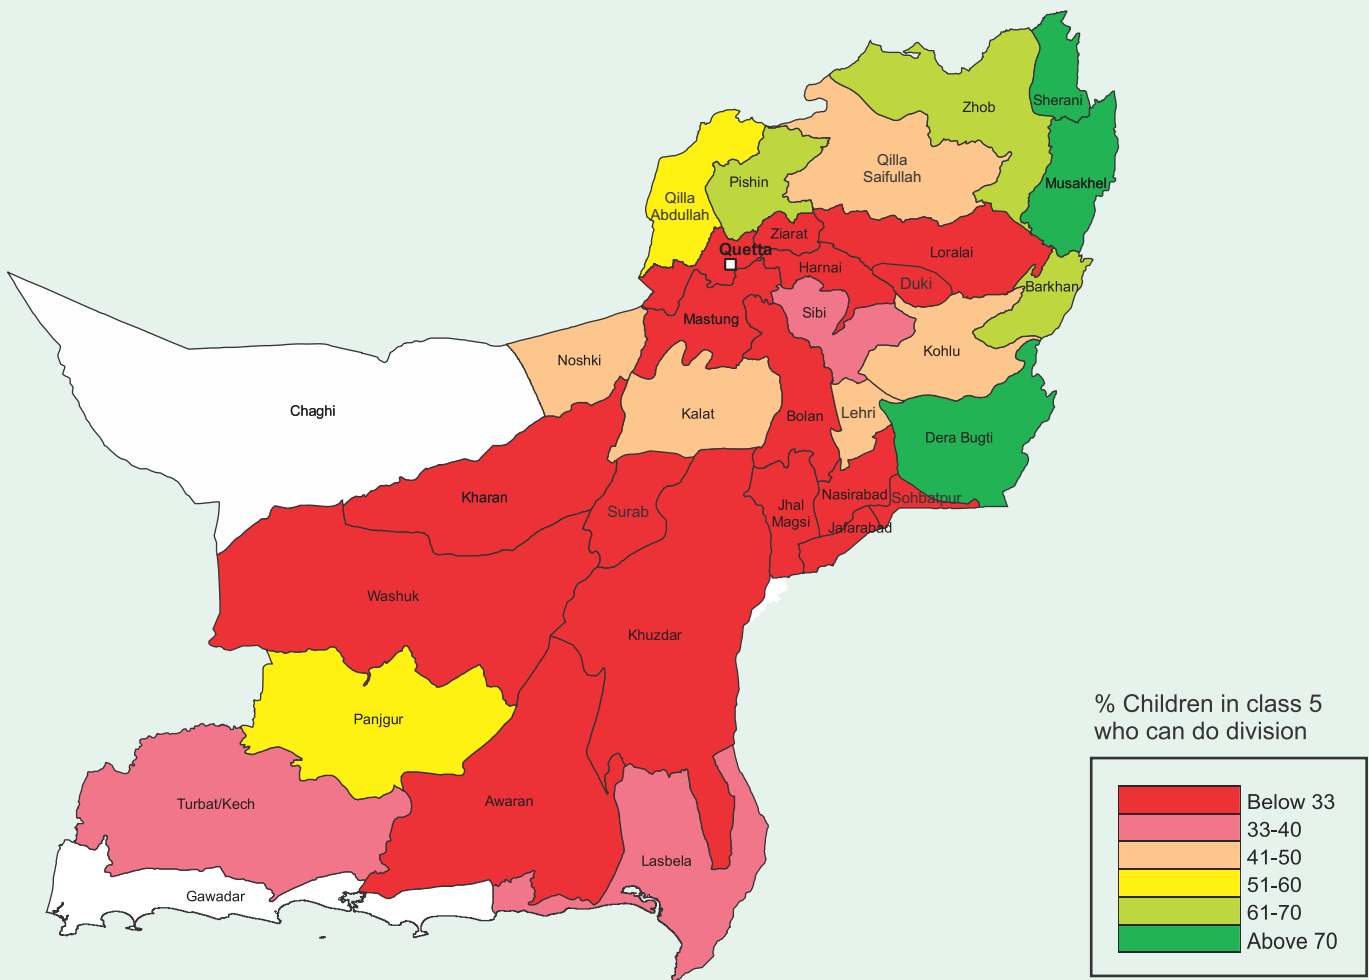 Zhob
Sherani
Qilla
Saifullah
Pishin
Musakhel
Qilla
Abdullah
Ziarat
Quetta
Loralai
Harnai
Duki
Barkhan
Sibi
Mastung
Kohlu
Noshki
Chaghi
Kalat
Bolan
Lehri
Dera Bugti
Kharan
Nasirabad
Sohbatpur
Surab
Jhal
Magsi
Jafarabad
Washuk
Khuzdar
Panjgur
Turbat/Kech
Awaran
Lasbela
Gawadar
% Children in class 5
who can do division
Below 33
33-40
41-50
51-60
61-70
Above 70